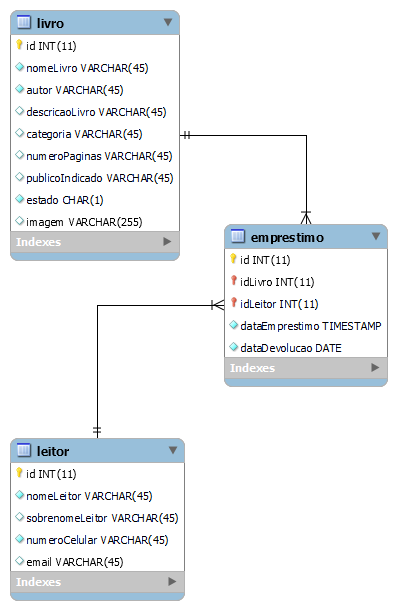 livro
id INT(11)
nomeLivro VARCHAR(45)
autor VARCHAR(45)
descricaoLivro VARCHAR(45)
categoria VARCHAR(45)
numeroPaginas VARCHAR(45)
publicoIndicado VARCHAR(45)
estado CHAR(1)
imagem VARCHAR(255)
Indexes
emprestimo
id INT(11)
idLivro INT(11)
idLeitor INT(11)
dataEmprestimo TIMESTAMP
dataDevolucao DATE
Indexes
leitor
id INT(11)
nomeLeitor VARCHAR(45)
sobrenomeLeitor VARCHAR(45)
numeroCelular VARCHAR(45)
email VARCHAR(45)
Indexes